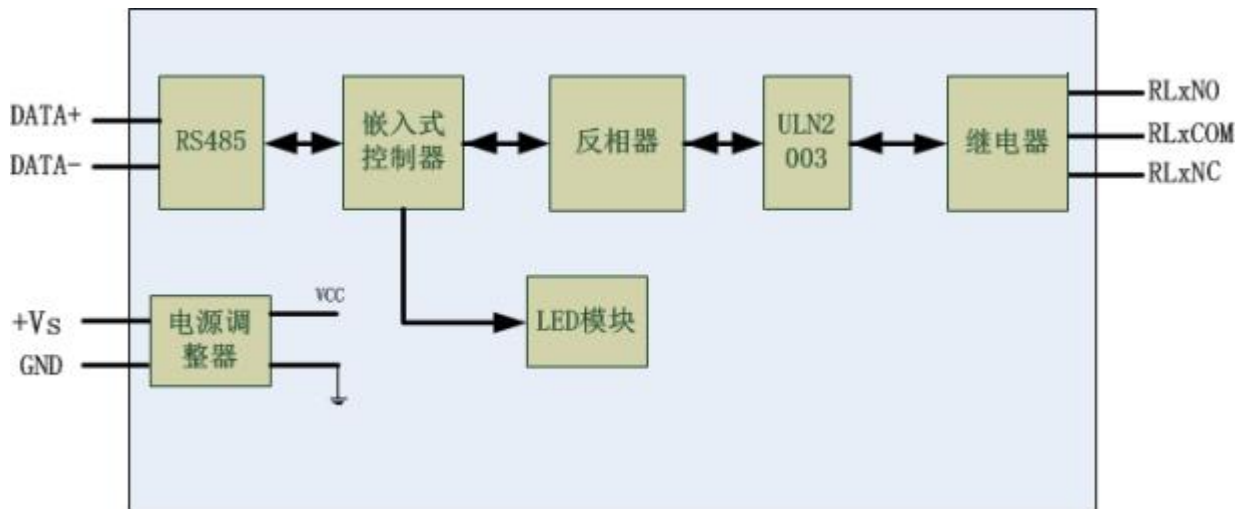 DATA+
DATA-
RS485
嵌入式
控制器
反相器
ULN2
003
继电器
RLxNO
RLxCOM
RLxNC
+Vs
GND
电源调
整器
VCC
LED模块